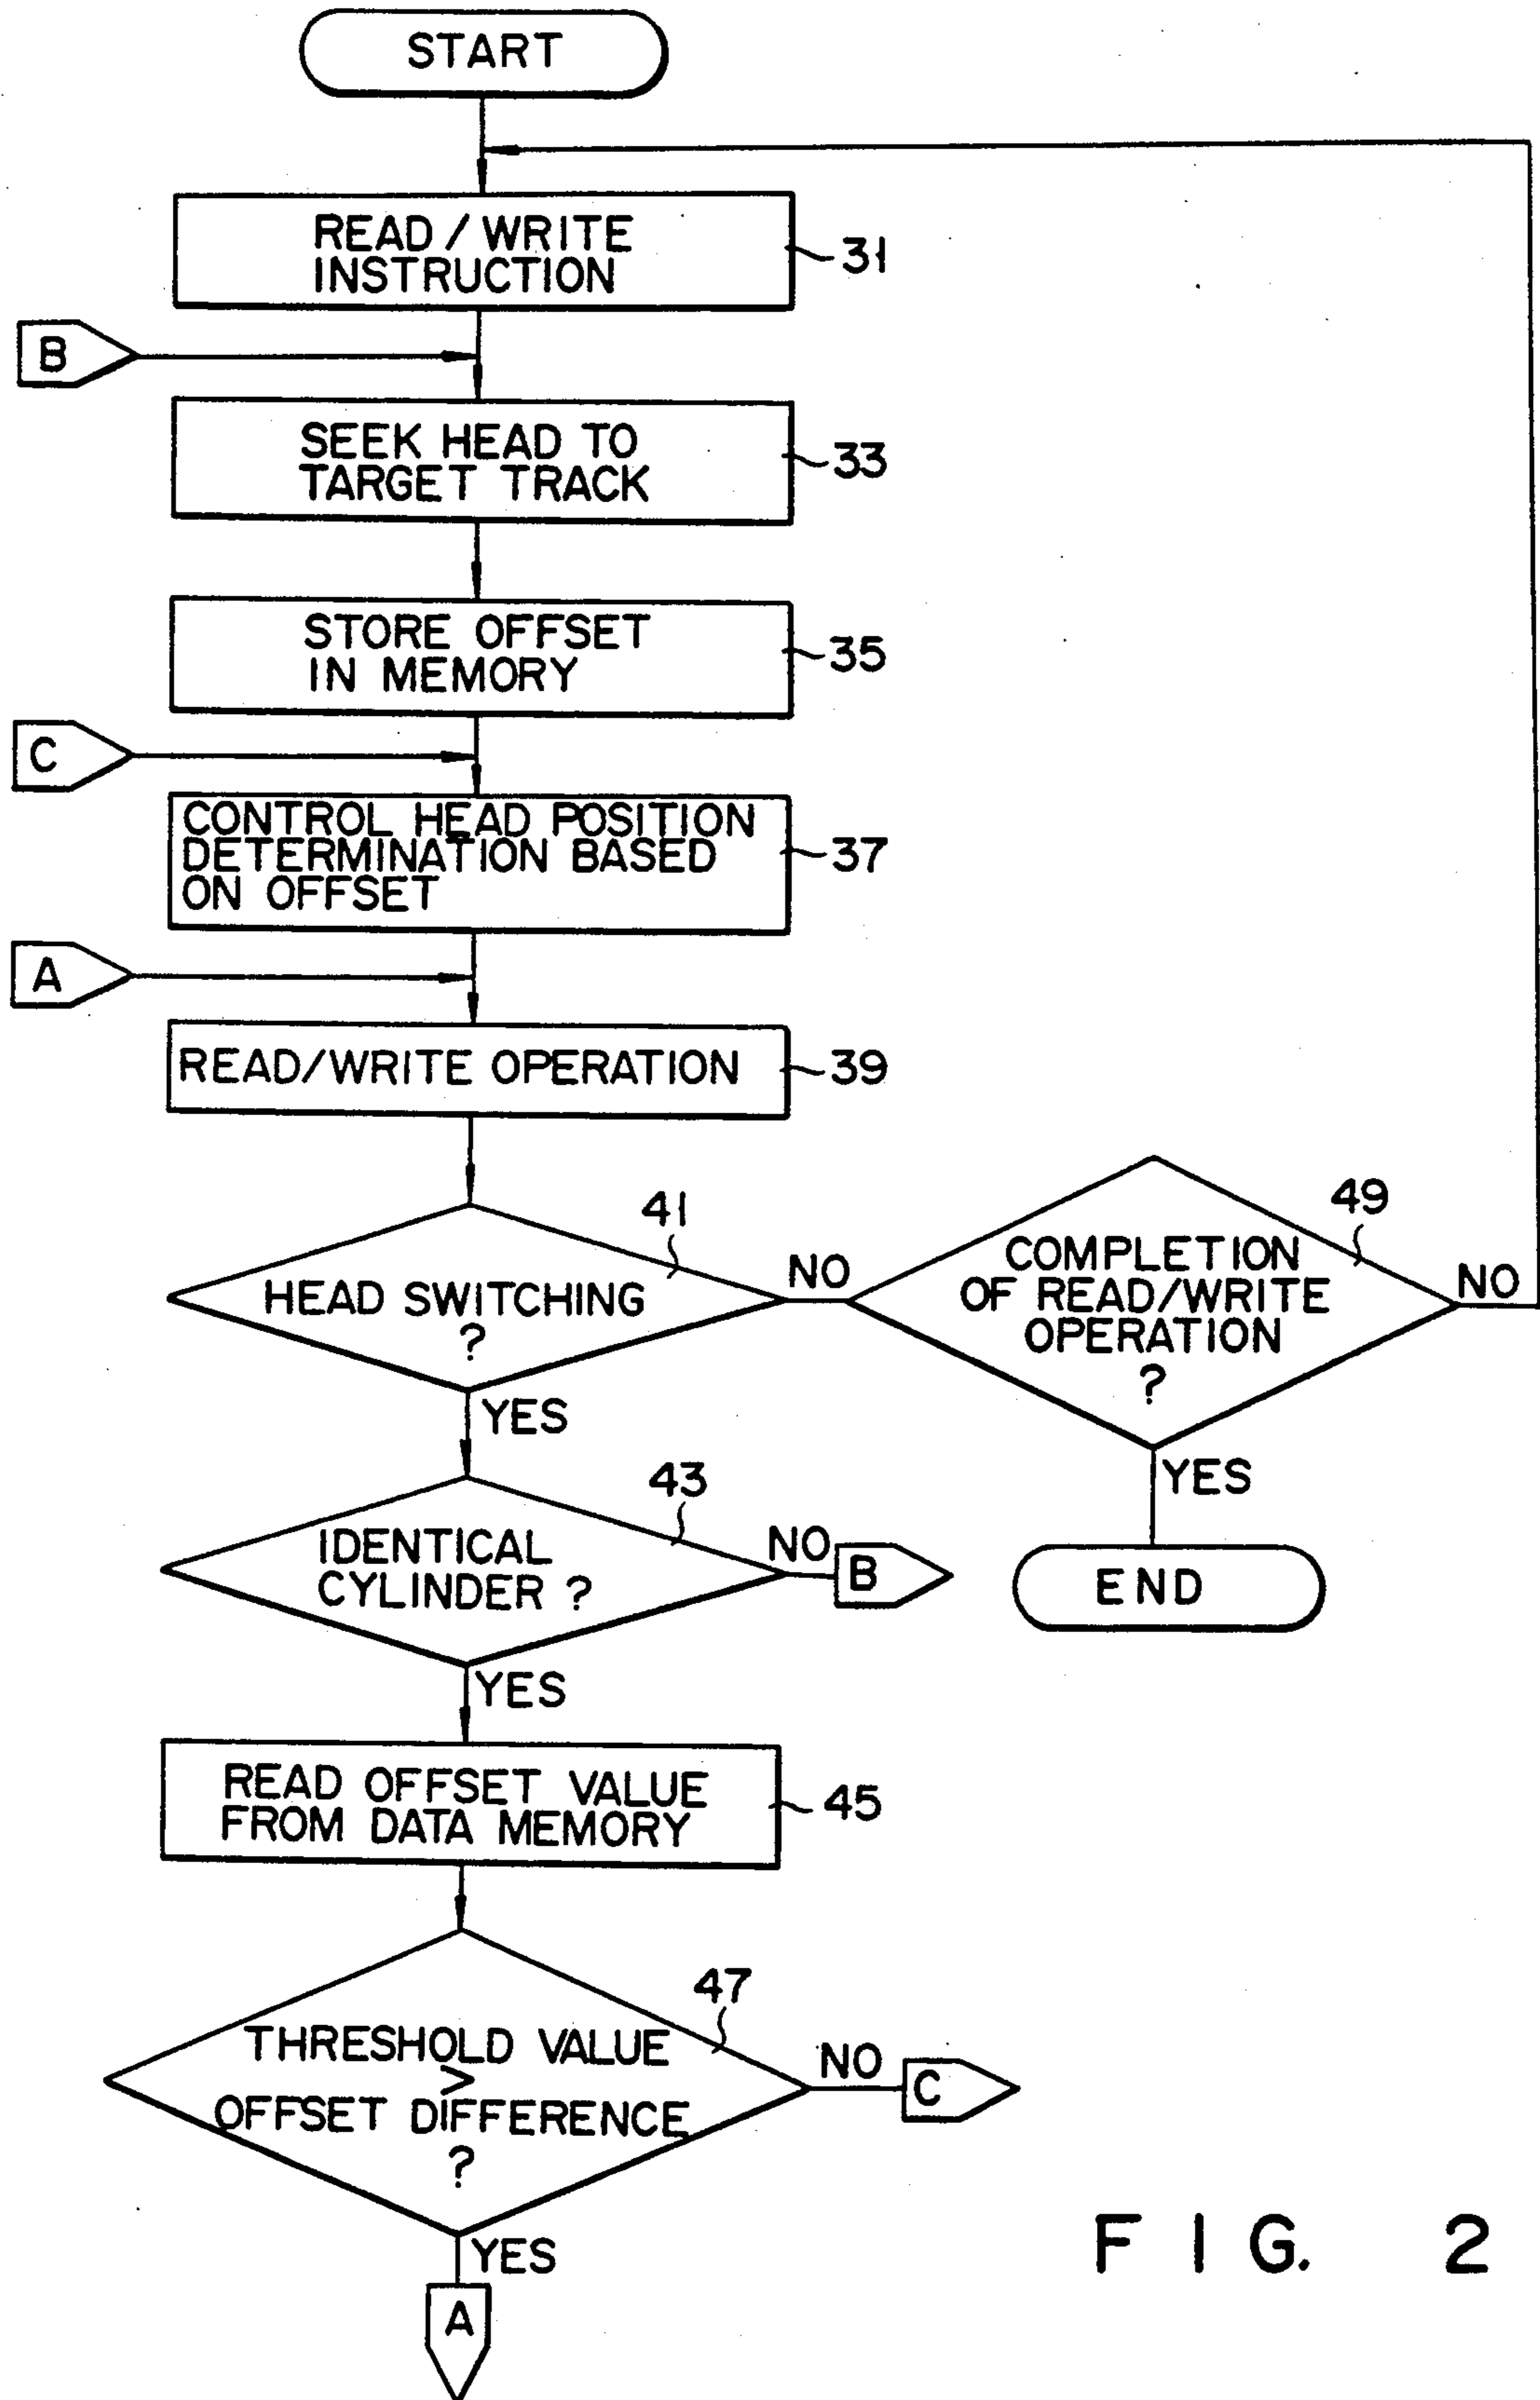 START
READ / WRITE
INSTRUCTION
31
B
SEEK HEAD TO
TARGET TRACK
33
STORE OFFSET
IN MEMORY
35
C
CONTROL HEAD POSITION
DETERMINATION BASED
ON OFFSET
37
A
READ/WRITE OPERATION
39
41
HEAD SWITCHING
?
NO
49
COMPLETION
OF READ/WRITE
OPERATION
?
NO
YES
YES
END
43
IDENTICAL
CYLINDER ?
NO
B
YES
READ OFFSET VALUE
FROM DATA MEMORY
45
47
THRESHOLD VALUE
>
OFFSET DIFFERENCE
?
NO
C
YES
A
FIG. 2